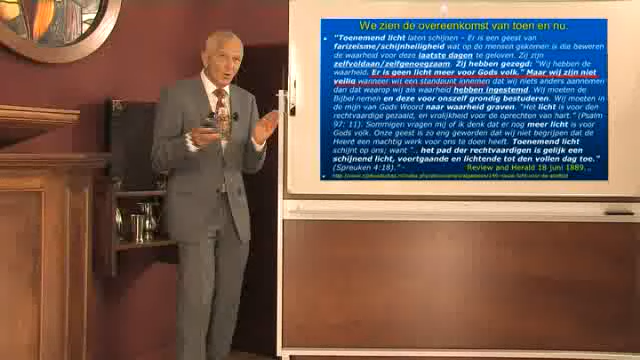 We zien de overeenkomst van toen en nu.
• "Toenemend licht laten schijnen – Er is een geest van
farizeïsme/schijnheiligheid wat op de mensen gekomen is die beweren
de waarheid voor deze laatste dagen te geloven. Zij zijn
zelfvoldaan/zelfgenoegzaam. Zij hebben gezegd: "Wij hebben de
waarheid. Er is geen licht meer voor Gods volk." Maar wij zijn niet
veilig wanneer wij een standpunt innemen dat wij niets anders aannemen
dan dat waarop wij als waarheid hebben ingestemd. Wij moeten de
Bijbel nemen en deze voor onszelf grondig bestuderen. Wij moeten in
de mijn van Gods Woord naar waarheid graven. "Het licht is voor den
rechtvaardige gezaaid, en vrolijkheid voor de oprechten van hart." (Psalm
97: 11). Sommigen vragen mij of ik denk dat er nog meer licht is voor
Gods volk. Onze geest is zo eng geworden dat wij niet begrijpen dat de
Heere een machtig werk voor ons te doen heeft. Toenemend licht
schijnt op ons; want ".. het pad der rechtvaardigen is gelijk een
schijnend licht, voortgaande en lichtende tot den vollen dag toe."
(Spreuken 4:18)." - Review and Herald 18 juni 1889...